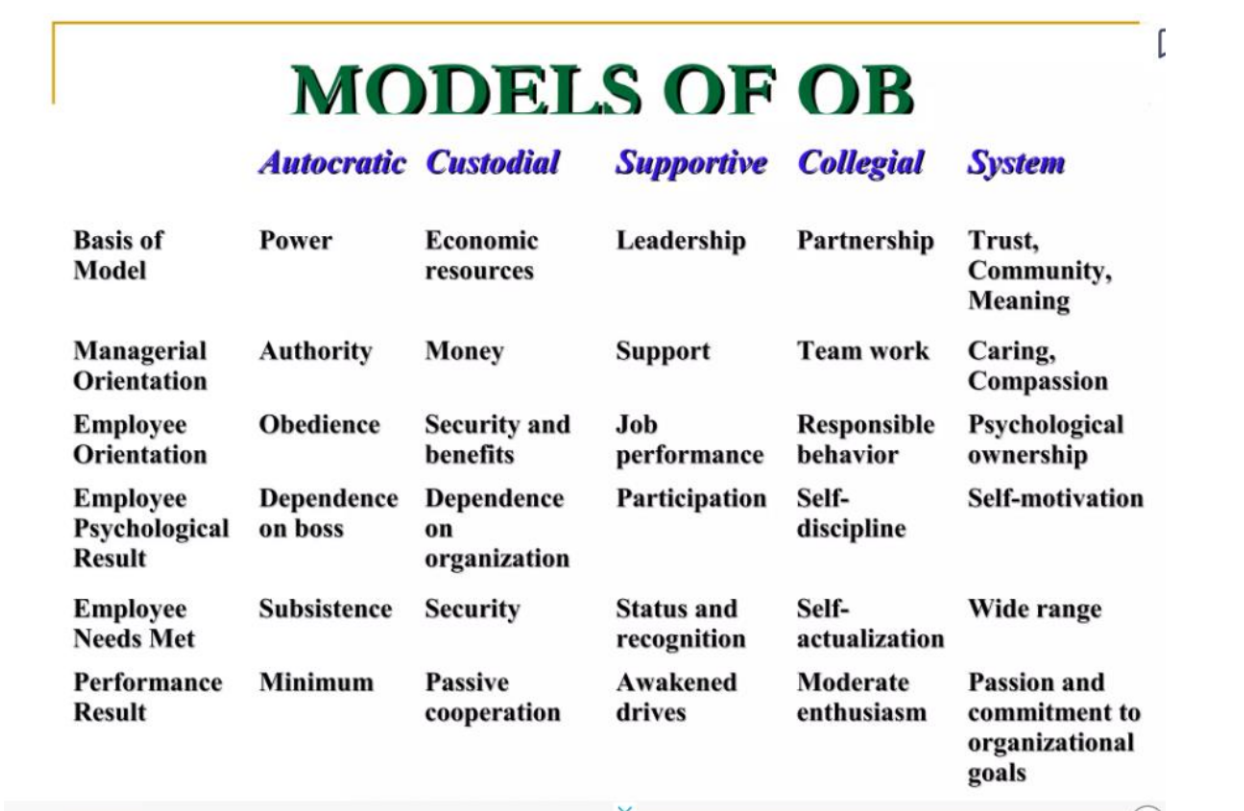 MODELS OF OB
Autocratic Custodial Supportive Collegial System
Basis of Power Economic Leadership Partnership Trust,
Model resources Community,
Meaning
Managerial Authority Money Support Team work Caring,
Orientation Compassion
Employee Obedience Security and Job Responsible Psychological
Orientation benefits performance behavior ownership
Employee Dependence Dependence Participation Self- Self-motivation
Psychological on boss on discipline
Result organization
Employee Subsistence Security Status and Self- Wide range
Needs Met recognition actualization
Performance Minimum Passive Awakened Moderate Passion and
Result cooperation drives enthusiasm commitment to
organizational
goals